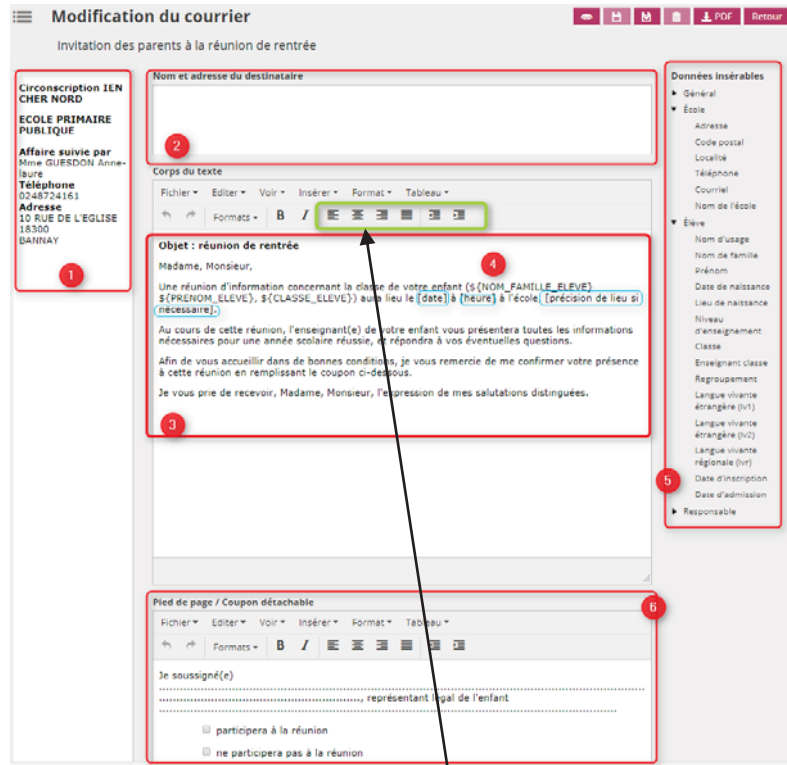 Modification du courrier
PDF
Retour
Invitation des parents à la réunion de rentrée
Circonscription IEN
CHER NORD
ECOLE PRIMAIRE
PUBLIQUE
Affaire suivie par
Mme GUESDON Anne-
laure
Téléphone
0248724161
Adresse
10 RUE DE L'EGLISE
18300
BANNAY
1
Nom et adresse du destinataire
2
Corps du texte
Fichier Editer Voir Insérer Format Tableau
Formats B I
Objet : réunion de rentrée
Madame, Monsieur,
4
Une réunion d'information concernant la classe de votre enfant (${NOM_FAMILLE_ELEVE}
${PRENOM_ELEVE}, ${CLASSE_ELEVE}) aura lieu le [date] à [heure] à l'école [précision de lieu si
nécessaire].
Au cours de cette réunion, l'enseignant(e) de votre enfant vous présentera toutes les informations
nécessaires pour une année scolaire réussie, et répondra à vos éventuelles questions.
Afin de vous accueillir dans de bonnes conditions, je vous remercie de me confirmer votre présence
à cette réunion en remplissant le coupon ci-dessous.
Je vous prie de recevoir, Madame, Monsieur, l'expression de mes salutations distinguées.
3
Pied de page / Coupon détachable
6
Fichier Editer Voir Insérer Format Tableau
Formats B I
Je soussigné(e)
................................................................
................................, représentant légal de l'enfant
................................................................
participera à la réunion
ne participera pas à la réunion
Données insérables
Général
École
Adresse
Code postal
Localité
Téléphone
Courriel
Nom de l'école
Élève
Nom d'usage
Nom de famille
Prénom
Date de naissance
Lieu de naissance
Niveau
d'enseignement
Classe
Enseignant classe
Regroupement
Langue vivante
étrangère (lv1)
Langue vivante
étrangère (lv2)
Langue vivante
régionale (lvr)
5
Date d'inscription
Date d'admission
Responsable